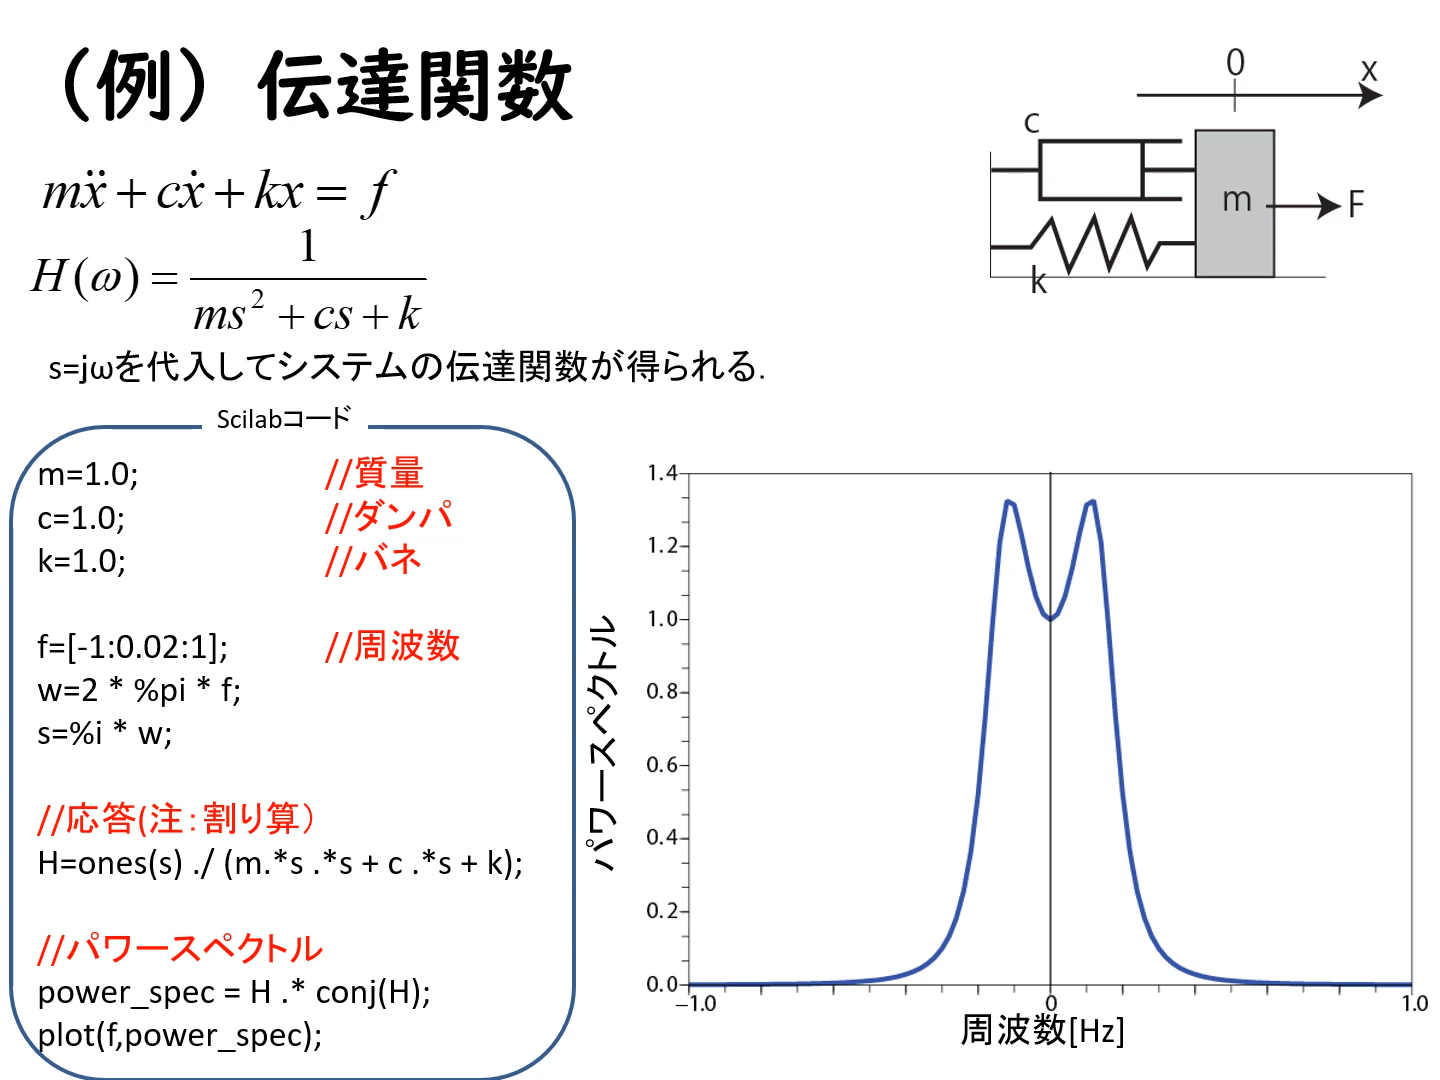 （例）伝達関数
mẍ + cẋ + kx = f
H(ω) = 1 / (ms² + cs + k)
s=jωを代入してシステムの伝達関数が得られる.
0
x
c
m
F
k
Scilabコード
m=1.0; //質量
c=1.0; //ダンパ
k=1.0; //バネ
f=[-1:0.02:1]; //周波数
w=2 * %pi * f;
s=%i * w;
//応答(注：割り算）
H=ones(s) ./ (m.*s .*s + c .*s + k);
//パワースペクトル
power_spec = H .* conj(H);
plot(f,power_spec);
パワースペクトル
1.4
1.2
1.0
0.8
0.6
0.4
0.2
0.0
−1.0 0 1.0
周波数[Hz]